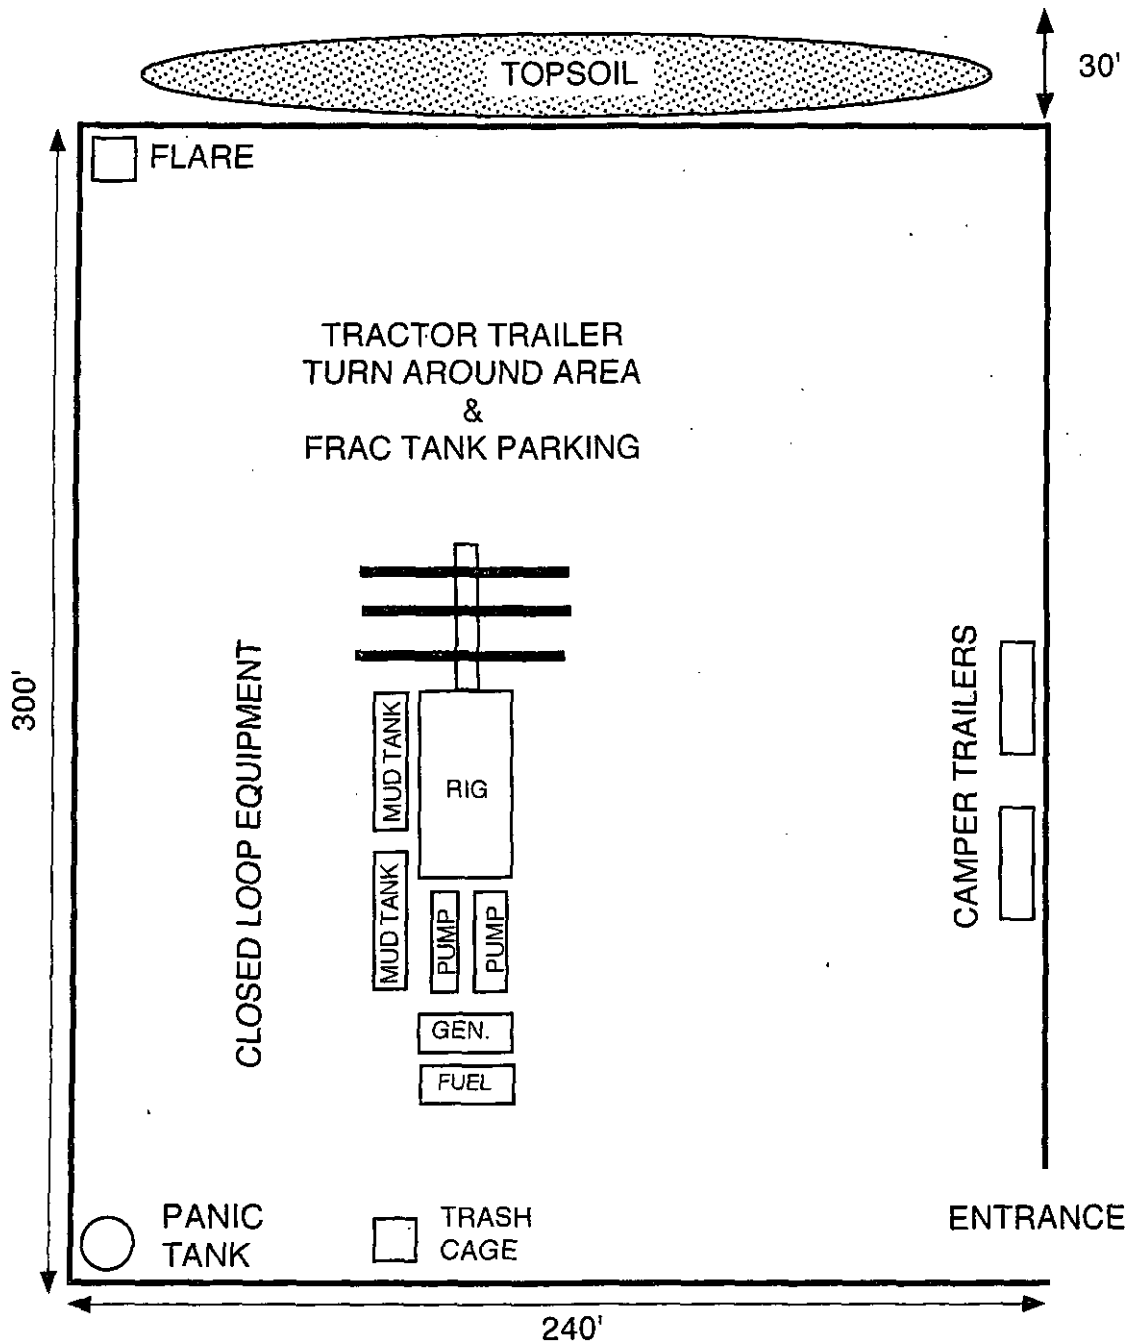 TOPSOIL
30'
FLARE
TRACTOR TRAILER
TURN AROUND AREA
&
FRAC TANK PARKING
300'
CLOSED LOOP EQUIPMENT
MUD TANK
RIG
MUD TANK
PUMP
PUMP
GEN.
FUEL
CAMPER TRAILERS
PANIC
TANK
TRASH
CAGE
ENTRANCE
240'